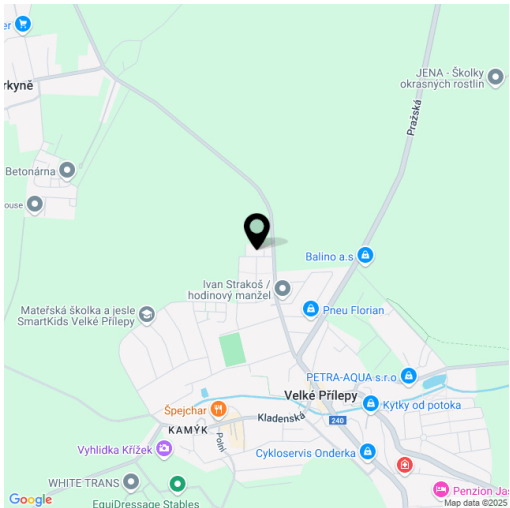 er
rkyně
JENA - Školky
okrasných rostlin
Pražská
Betonárna
ouse
Balino a.s
Ivan Strakoš /
hodinový manžel
Mateřská školka a jesle
SmartKids Velké Přílepy
Pneu Florian
PETRA-AQUA s.r.o
Velké Přílepy
Kytky od potoka
Špejchar
Kladenská
240
KAMÝK
Polní
Vyhlidka Křížek
Cykloservis Onderka
WHITE TRANS
EquiDressage Stables
Penzion Jas
Google
Map data ©2025